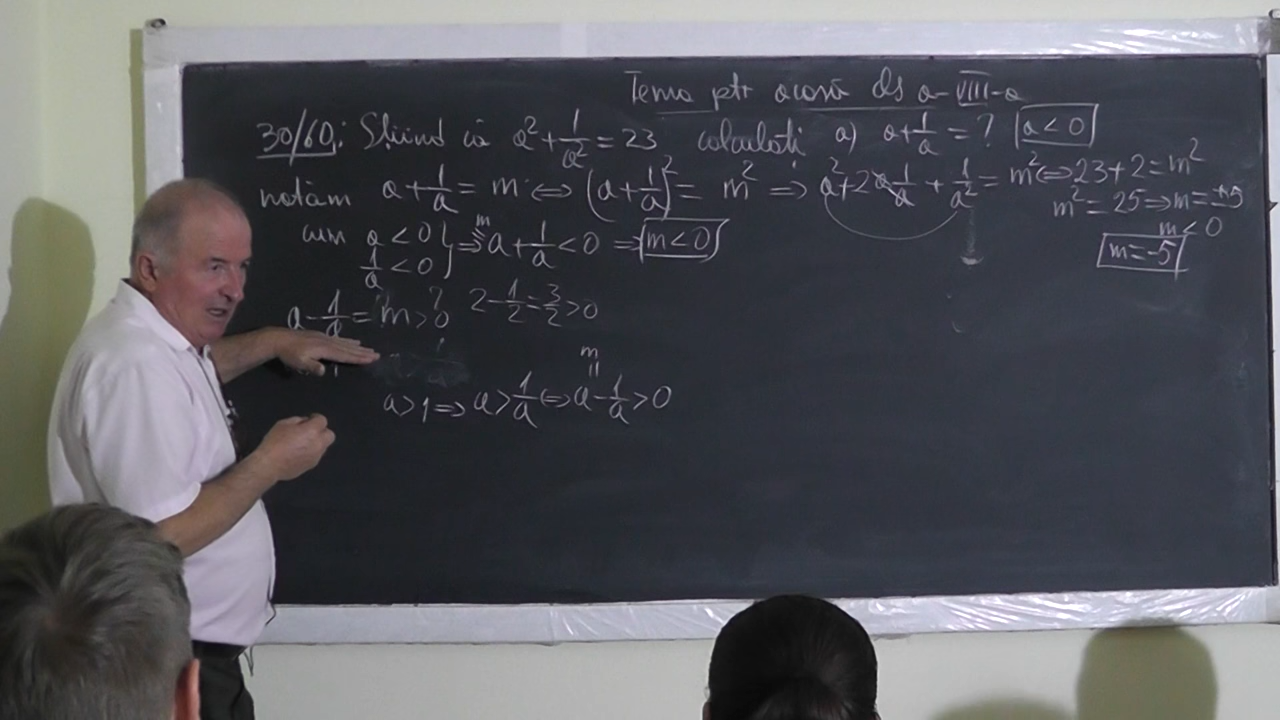 Tema ptr acasă ds a-VIII-a
30/60: Știind că a²+1/a²=23 calculați a) a+1/a=? a<0
notăm a+1/a=m ⇔ (a+1/a)²=m² ⇒ a²+2a·1/a+1/a²=m² ⇔ 23+2=m²
m²=25 ⇒ m=±5
cum a<0 1/a<0 } ⇒ m a+1/a<0 ⇒ m<0
m<0
m=-5
a-1/a=m>0 ? 2-1/2=3/2>0
m
=
a>1 ⇒ a>1/a ⇔ a-1/a>0